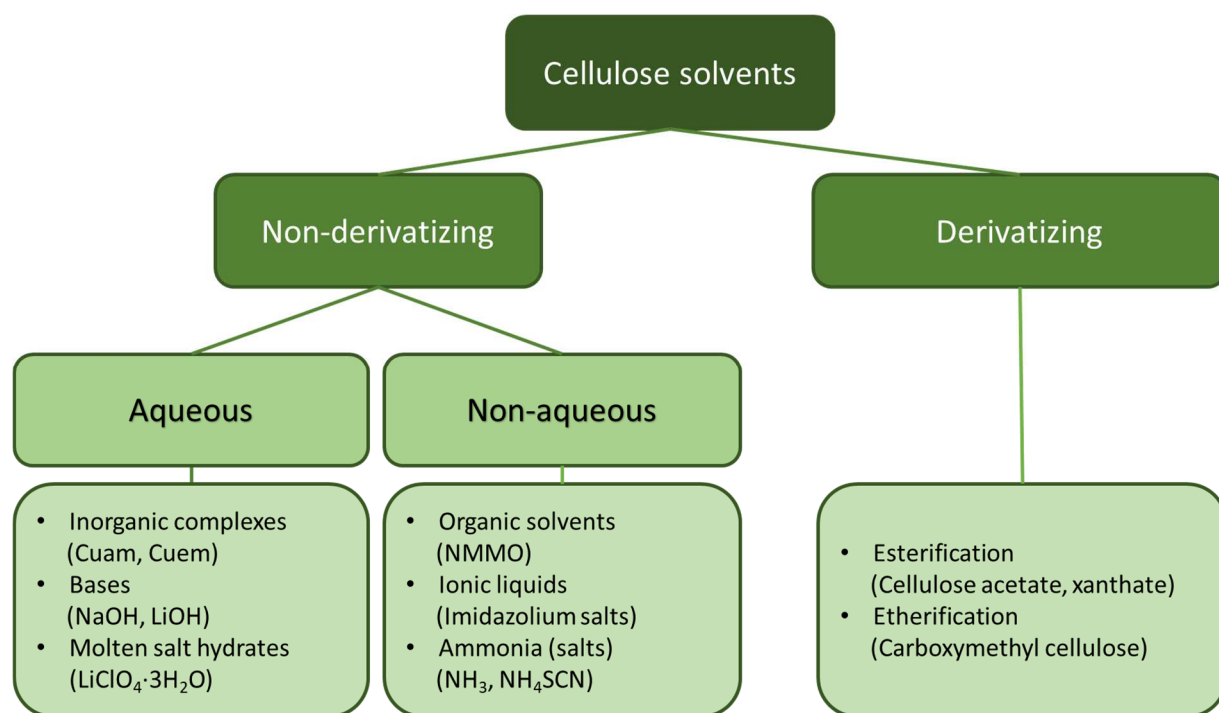 Cellulose solvents
Non-derivatizing
Derivatizing
Aqueous
Non-aqueous
• Inorganic complexes
(Cuam, Cuem)
• Bases
(NaOH, LiOH)
• Molten salt hydrates
(LiClO₄·3H₂O)
• Organic solvents
(NMMO)
• Ionic liquids
(Imidazolium salts)
• Ammonia (salts)
(NH₃, NH₄SCN)
• Esterification
(Cellulose acetate, xanthate)
• Etherification
(Carboxymethyl cellulose)